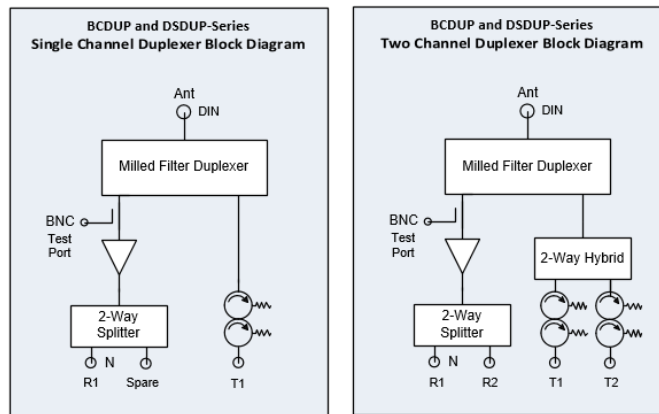 BCDUP and DSDUP-Series
Single Channel Duplexer Block Diagram
Ant
DIN
Milled Filter Duplexer
BNC
Test
Port
2-Way
Splitter
N
R1
Spare
T1
BCDUP and DSDUP-Series
Two Channel Duplexer Block Diagram
Ant
DIN
Milled Filter Duplexer
BNC
Test
Port
2-Way Hybrid
2-Way
Splitter
N
R1
R2
T1
T2